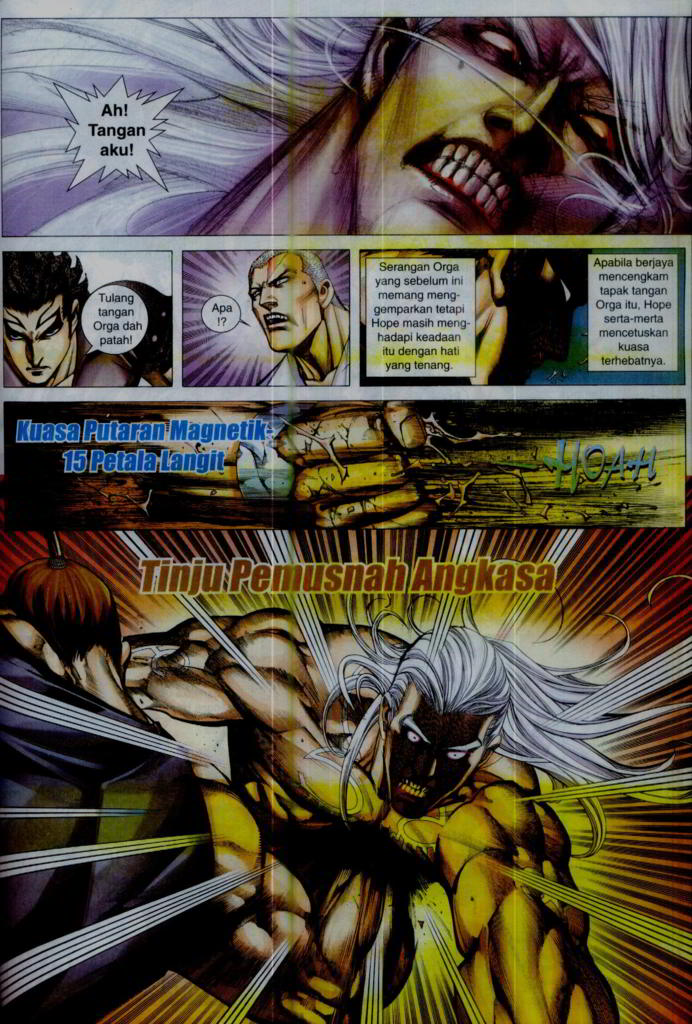 Ah!
Tangan
aku!
Tulang
tangan
Orga dah
patah!
Apa
!?
Serangan Orga
yang sebelum ini
memang meng-
gemparkan tetapi
Hope masih meng-
hadapi keadaan
itu dengan hati
yang tenang.
Apabila berjaya
mencengkam
tapak tangan
Orga itu, Hope
serta-merta
mencetuskan
kuasa
terhebatnya.
Kuasa Putaran Magnetik
15 Petala Langit
HOAH
Tinju Pemusnah Angkasa